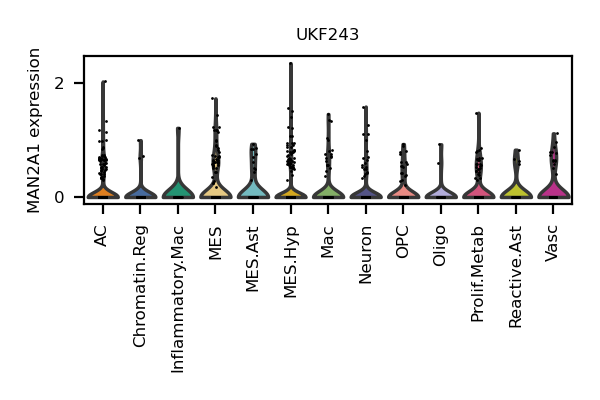 UKF243
MAN2A1 expression
2
0
AC
Chromatin.Reg
Inflammatory.Mac
MES
MES.Ast
MES.Hyp
Mac
Neuron
OPC
Oligo
Prolif.Metab
Reactive.Ast
Vasc